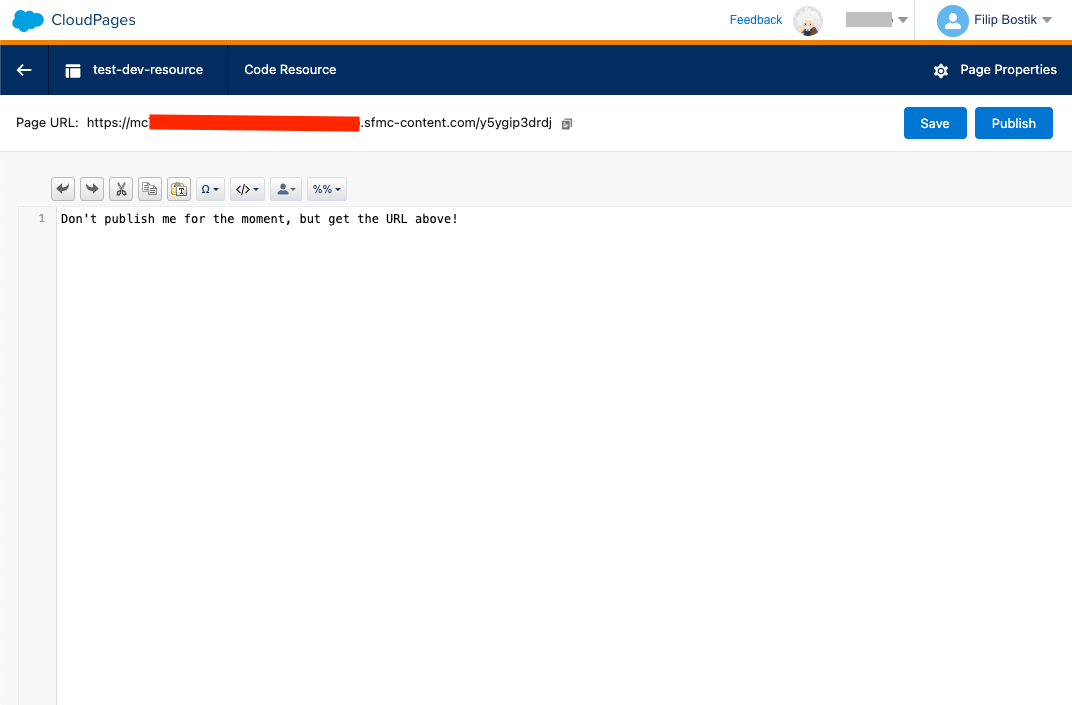 CloudPages
Feedback
Filip Bostik
test-dev-resource
Code Resource
Page Properties
Page URL: https://mc .sfmc-content.com/y5ygip3drdj
Save
Publish
Ω
</>
%%
1 Don't publish me for the moment, but get the URL above!